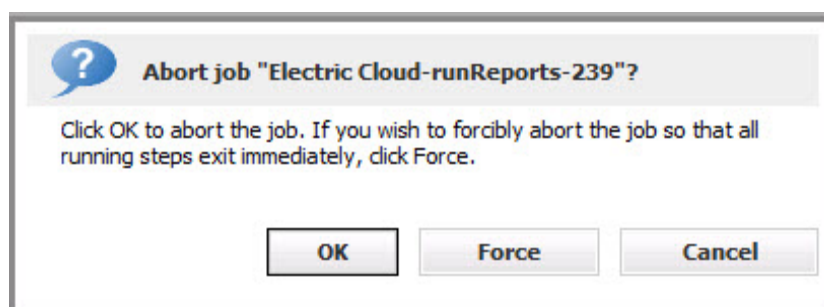 ?
Abort job "Electric Cloud-runReports-239"?
Click OK to abort the job. If you wish to forcibly abort the job so that all
running steps exit immediately, click Force.
OK Force Cancel